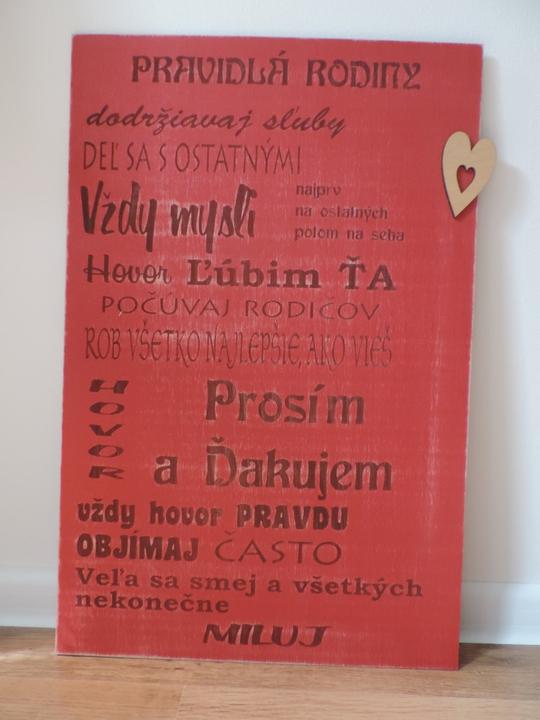 PRAVIDLÁ RODINY
dodržiavaj sľuby
DEĽ SA S OSTATNÝMI
Vždy mysli
najprv
na ostatných
potom na seba
Hovor ĽÚbim ŤA
POČÚVAJ RODIČOV
ROB VŠETKO NAJLEPŠIE, AKO VIEŠ
HOVOR
Prosím
a Ďakujem
vždy hovor PRAVDU
OBJÍMAJ ČASTO
Veľa sa smej a všetkých
nekonečne
MILUJ